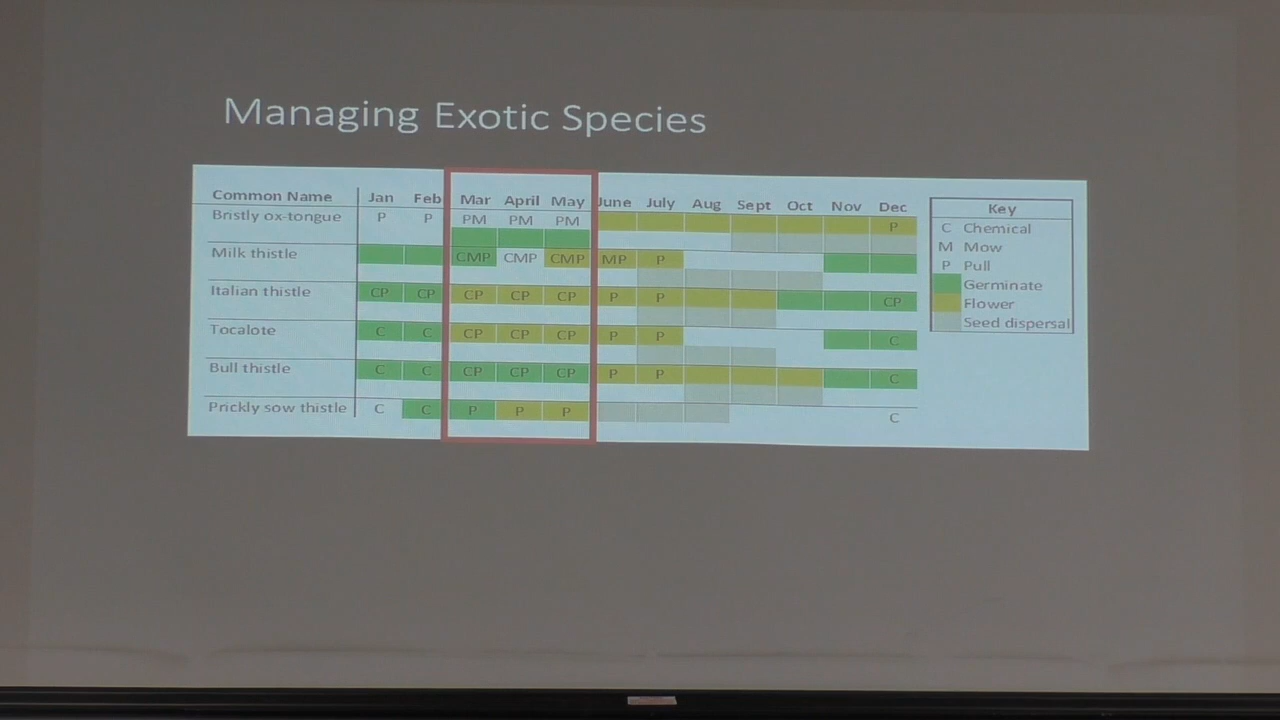 Managing Exotic Species
Common Name Jan Feb Mar April May June July Aug Sept Oct Nov Dec
Bristly ox-tongue P P PM PM PM P
Milk thistle CMP CMP CMP MP P
Italian thistle CP CP CP CP CP P P CP
Tocalote C C CP CP CP P P C
Bull thistle C C CP CP CP P P C
Prickly sow thistle C C P P P C
Key
C Chemical
M Mow
P Pull
Germinate
Flower
Seed dispersal